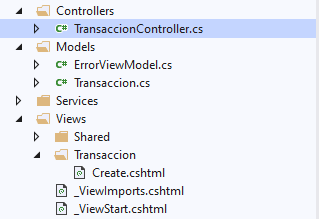 Controllers
C# TransaccionController.cs
Models
C# ErrorViewModel.cs
C# Transaccion.cs
Services
Views
Shared
Transaccion
Create.cshtml
_ViewImports.cshtml
_ViewStart.cshtml